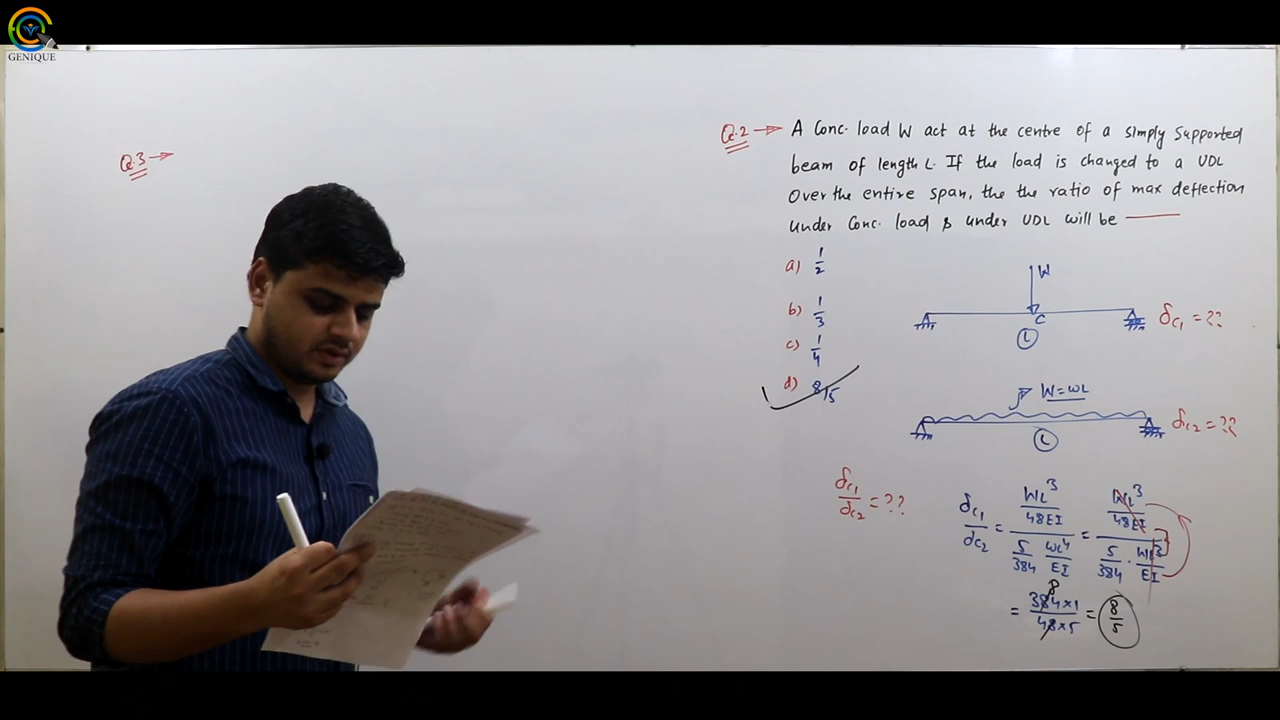 GENIQUE
Q.3 →
Q.2 → A Conc. load W act at the centre of a simply supported
beam of length L. If the load is changed to a UDL
Over the entire span, the the ratio of max deflection
under Conc. load & under UDL will be ——
a) 1/2
b) 1/3
c) 1/4
d) 8/5
W
C
L
δc₁ = ??
W = wL
L
δc₂ = ??
δc₁/δc₂ = ??
δc₁/δc₂ = (WL³/48EI)/(5/384 wL⁴/EI) = (WL³/48EI)/(5/384 · WL³/EI)
8
= (384×1)/(48×5) = 8/5